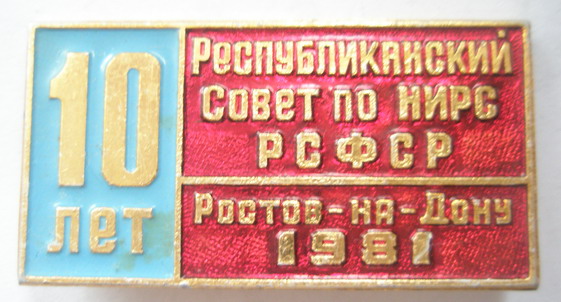 10
лет
Республиканский
Совет по НИРС
РСФСР
Ростов-на-Дону
1981